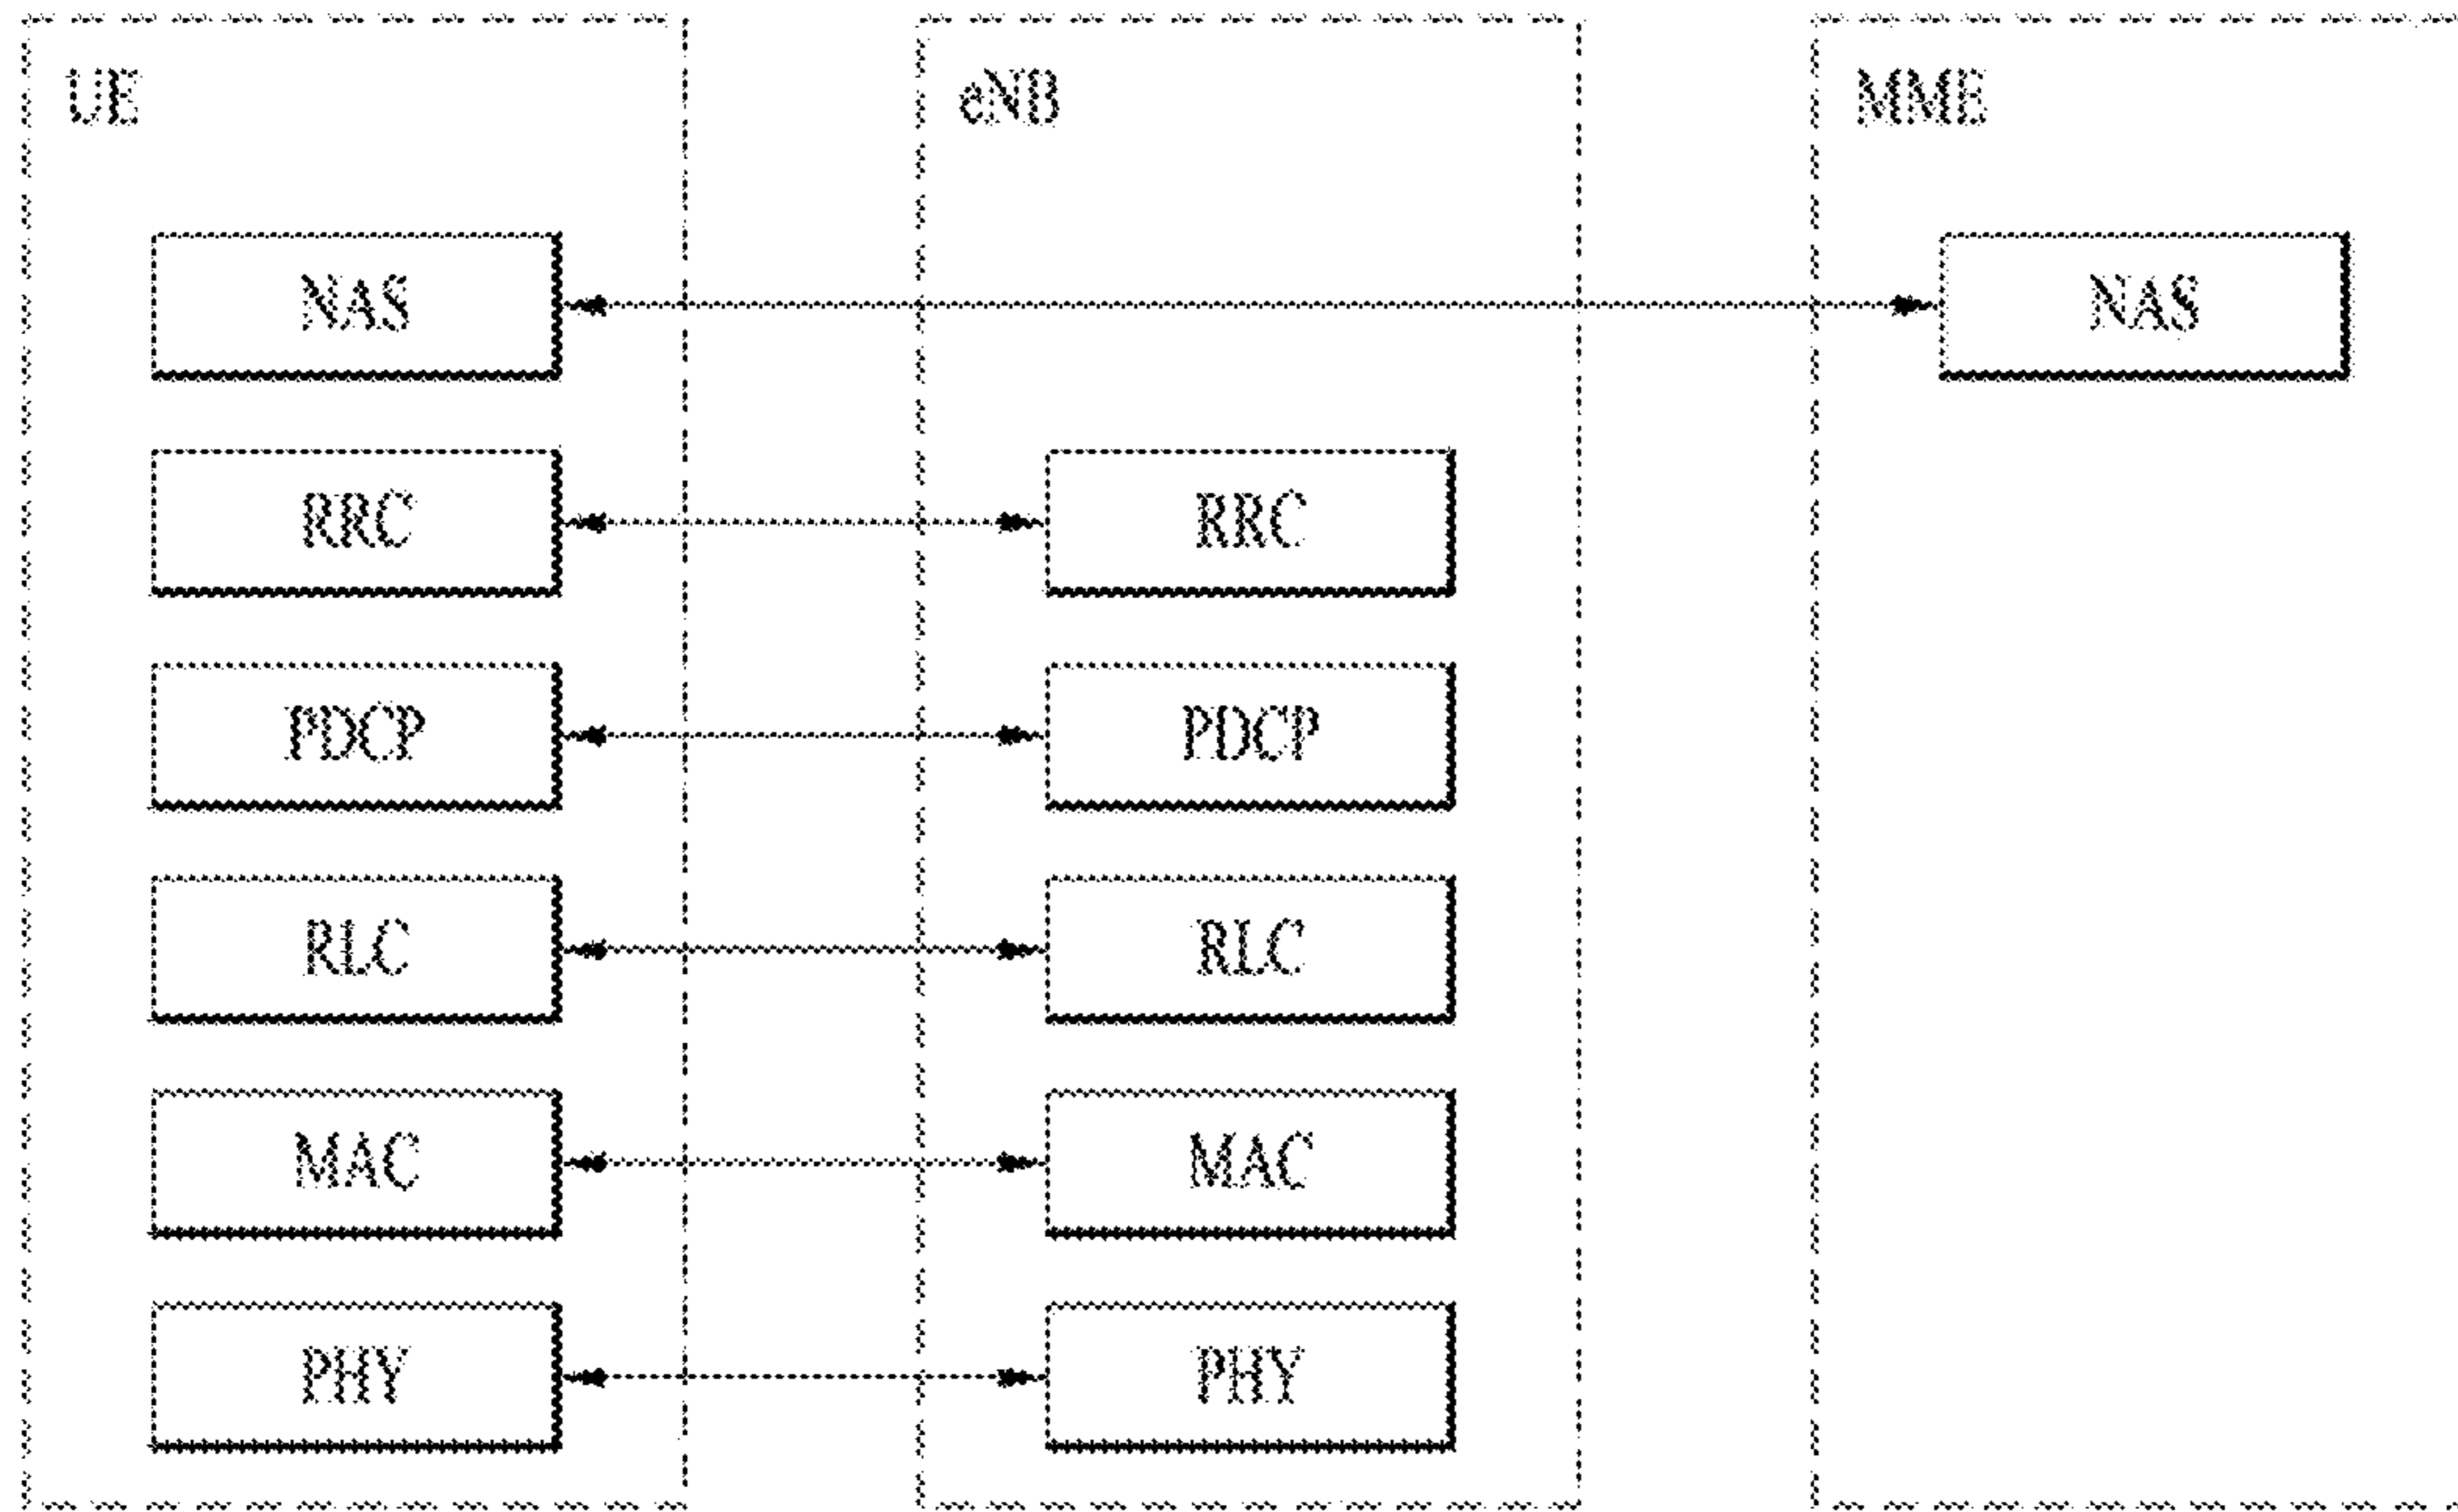 UE eNB MME
NAS NAS
RRC RRC
PDCP PDCP
RLC RLC
MAC MAC
PHY PHY